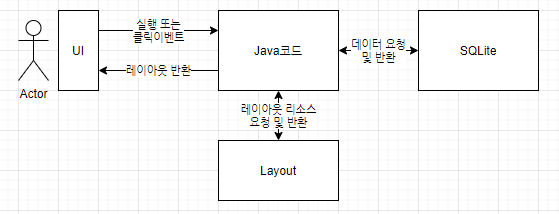 실행 또는
클릭이벤트
UI
Java코드
데이터 요청
및 반환
SQLite
레이아웃 반환
Actor
레이아웃 리소스
요청 및 반환
Layout